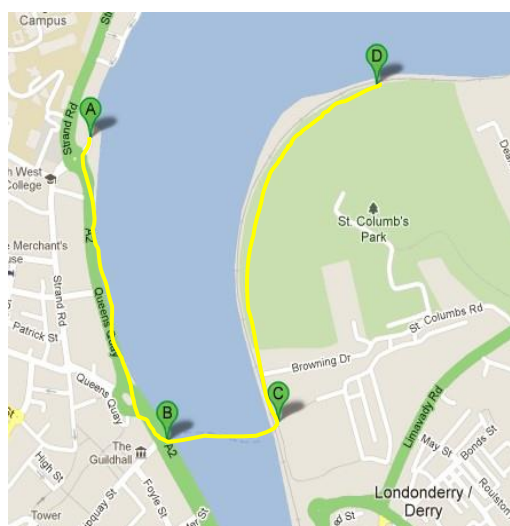 Campus
Strand Rd
A
D
West
College
St. Columb's
Park
A2
Merchant's
Strand Rd
Queens Quay
Patrick St
St. Columbs Rd
Browning Dr
Queens Quay
C
B
A2
Limavady Rd
The
Guildhall
High St
Foyle St
May St
Bonds St
Roulston
Londonderry /
Derry
Tower